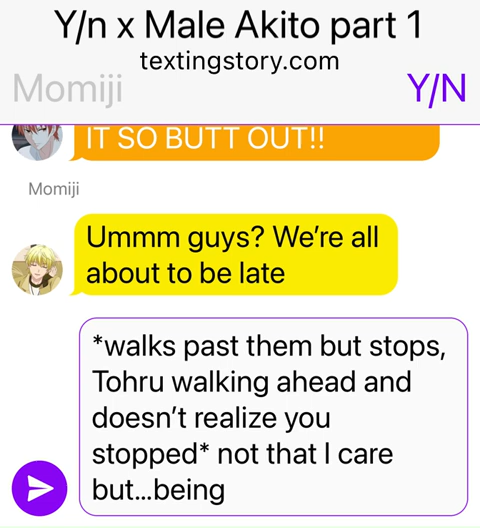 Y/n x Male Akito part 1
textingstory.com
Momiji
Y/N
IT SO BUTT OUT!!
Momiji
Ummm guys? We’re all
about to be late
*walks past them but stops,
Tohru walking ahead and
doesn’t realize you
stopped* not that I care
but...being